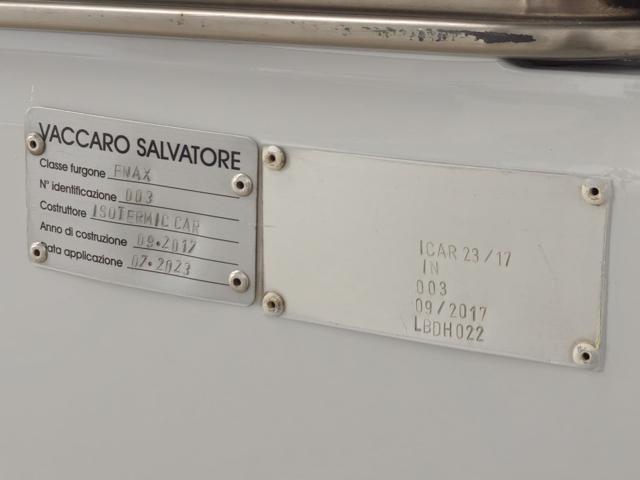 VACCARO SALVATORE
Classe furgone FNAX
N° identificazione 003
Costruttore ISOTERMIC CAR
Anno di costruzione 09•2017
Data applicazione 07•2023
ICAR 23/17
IN
003
09/2017
LBDH022